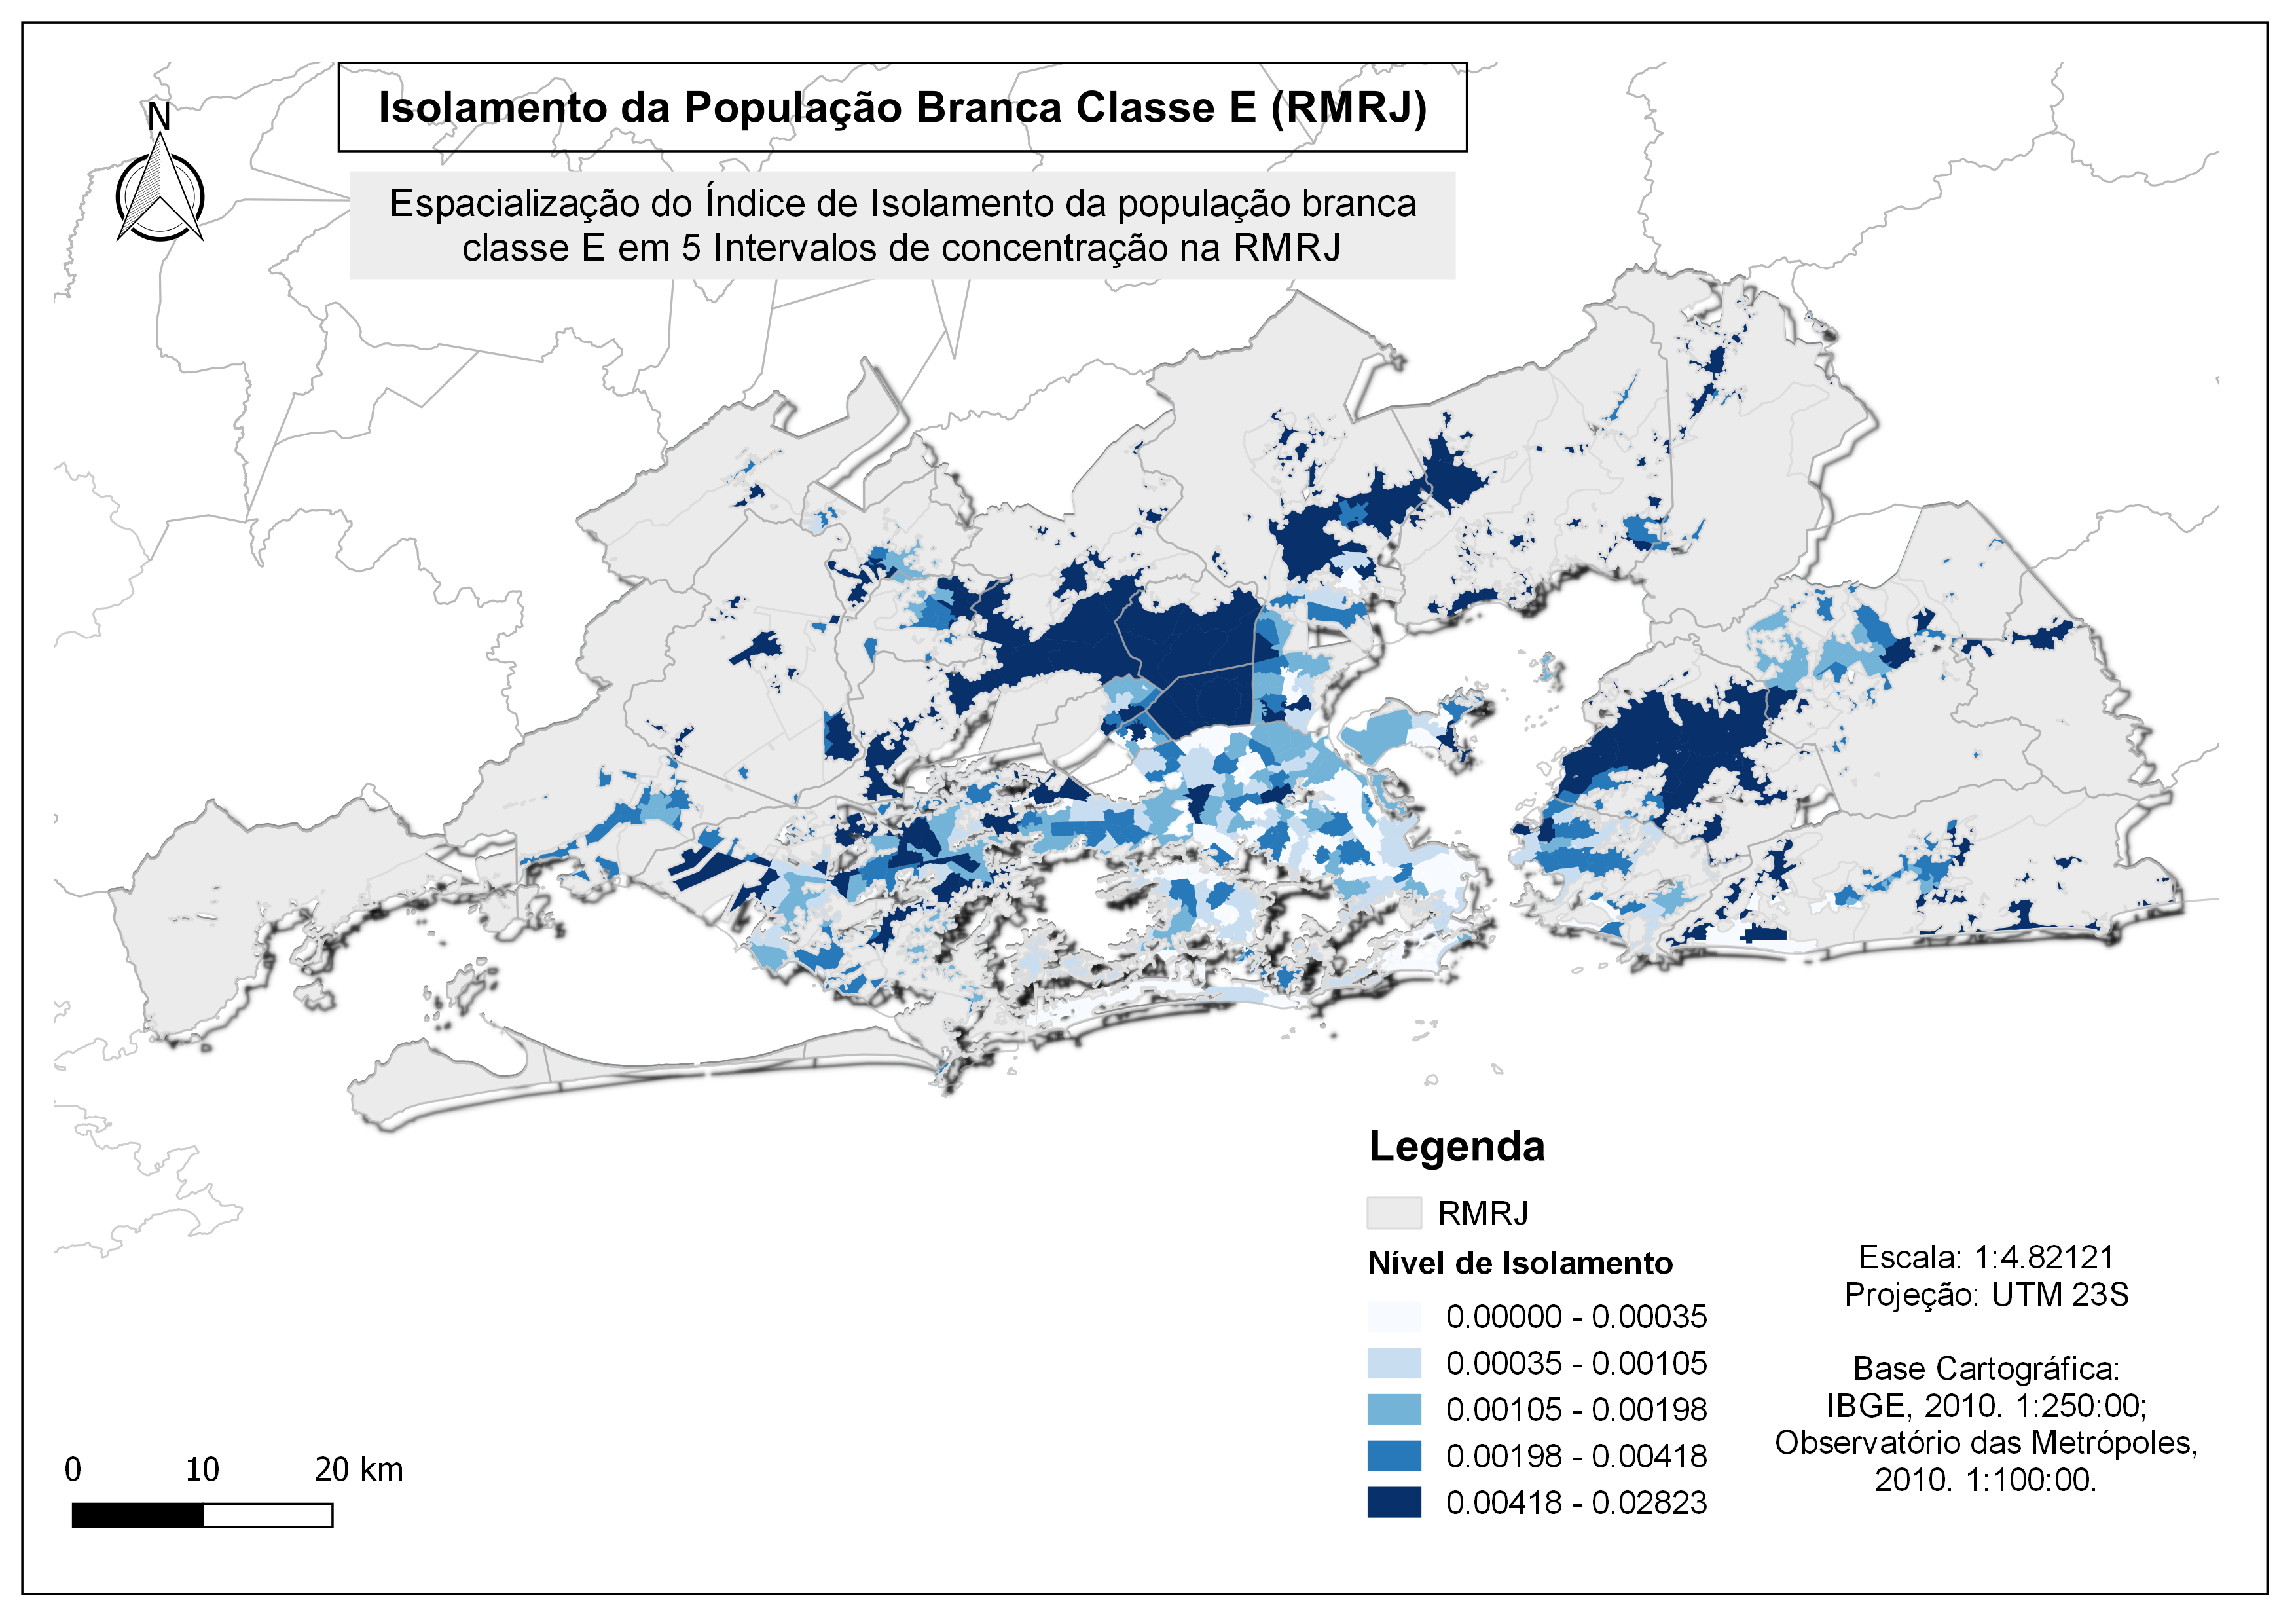 N
Isolamento da População Branca Classe E (RMRJ)
Espacialização do Índice de Isolamento da população branca
classe E em 5 Intervalos de concentração na RMRJ
Legenda
RMRJ
Nível de Isolamento
0.00000 - 0.00035
0.00035 - 0.00105
0.00105 - 0.00198
0.00198 - 0.00418
0.00418 - 0.02823
Escala: 1:4.82121
Projeção: UTM 23S
Base Cartográfica:
IBGE, 2010. 1:250:00;
Observatório das Metrópoles,
2010. 1:100:00.
0 10 20 km